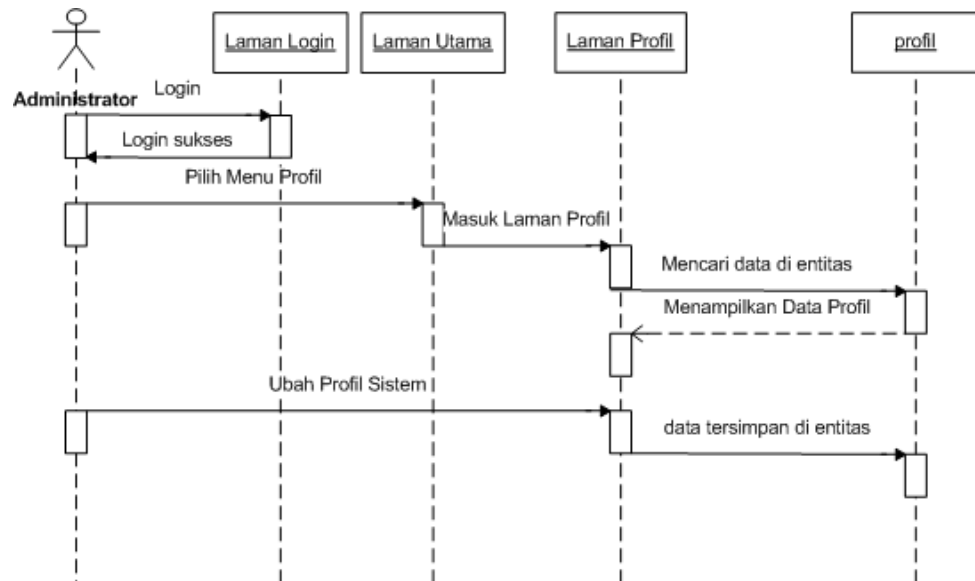 Laman Login
Laman Utama
Laman Profil
profil
Administrator
Login
Login sukses
Pilih Menu Profil
Masuk Laman Profil
Mencari data di entitas
Menampilkan Data Profil
Ubah Profil Sistem
data tersimpan di entitas